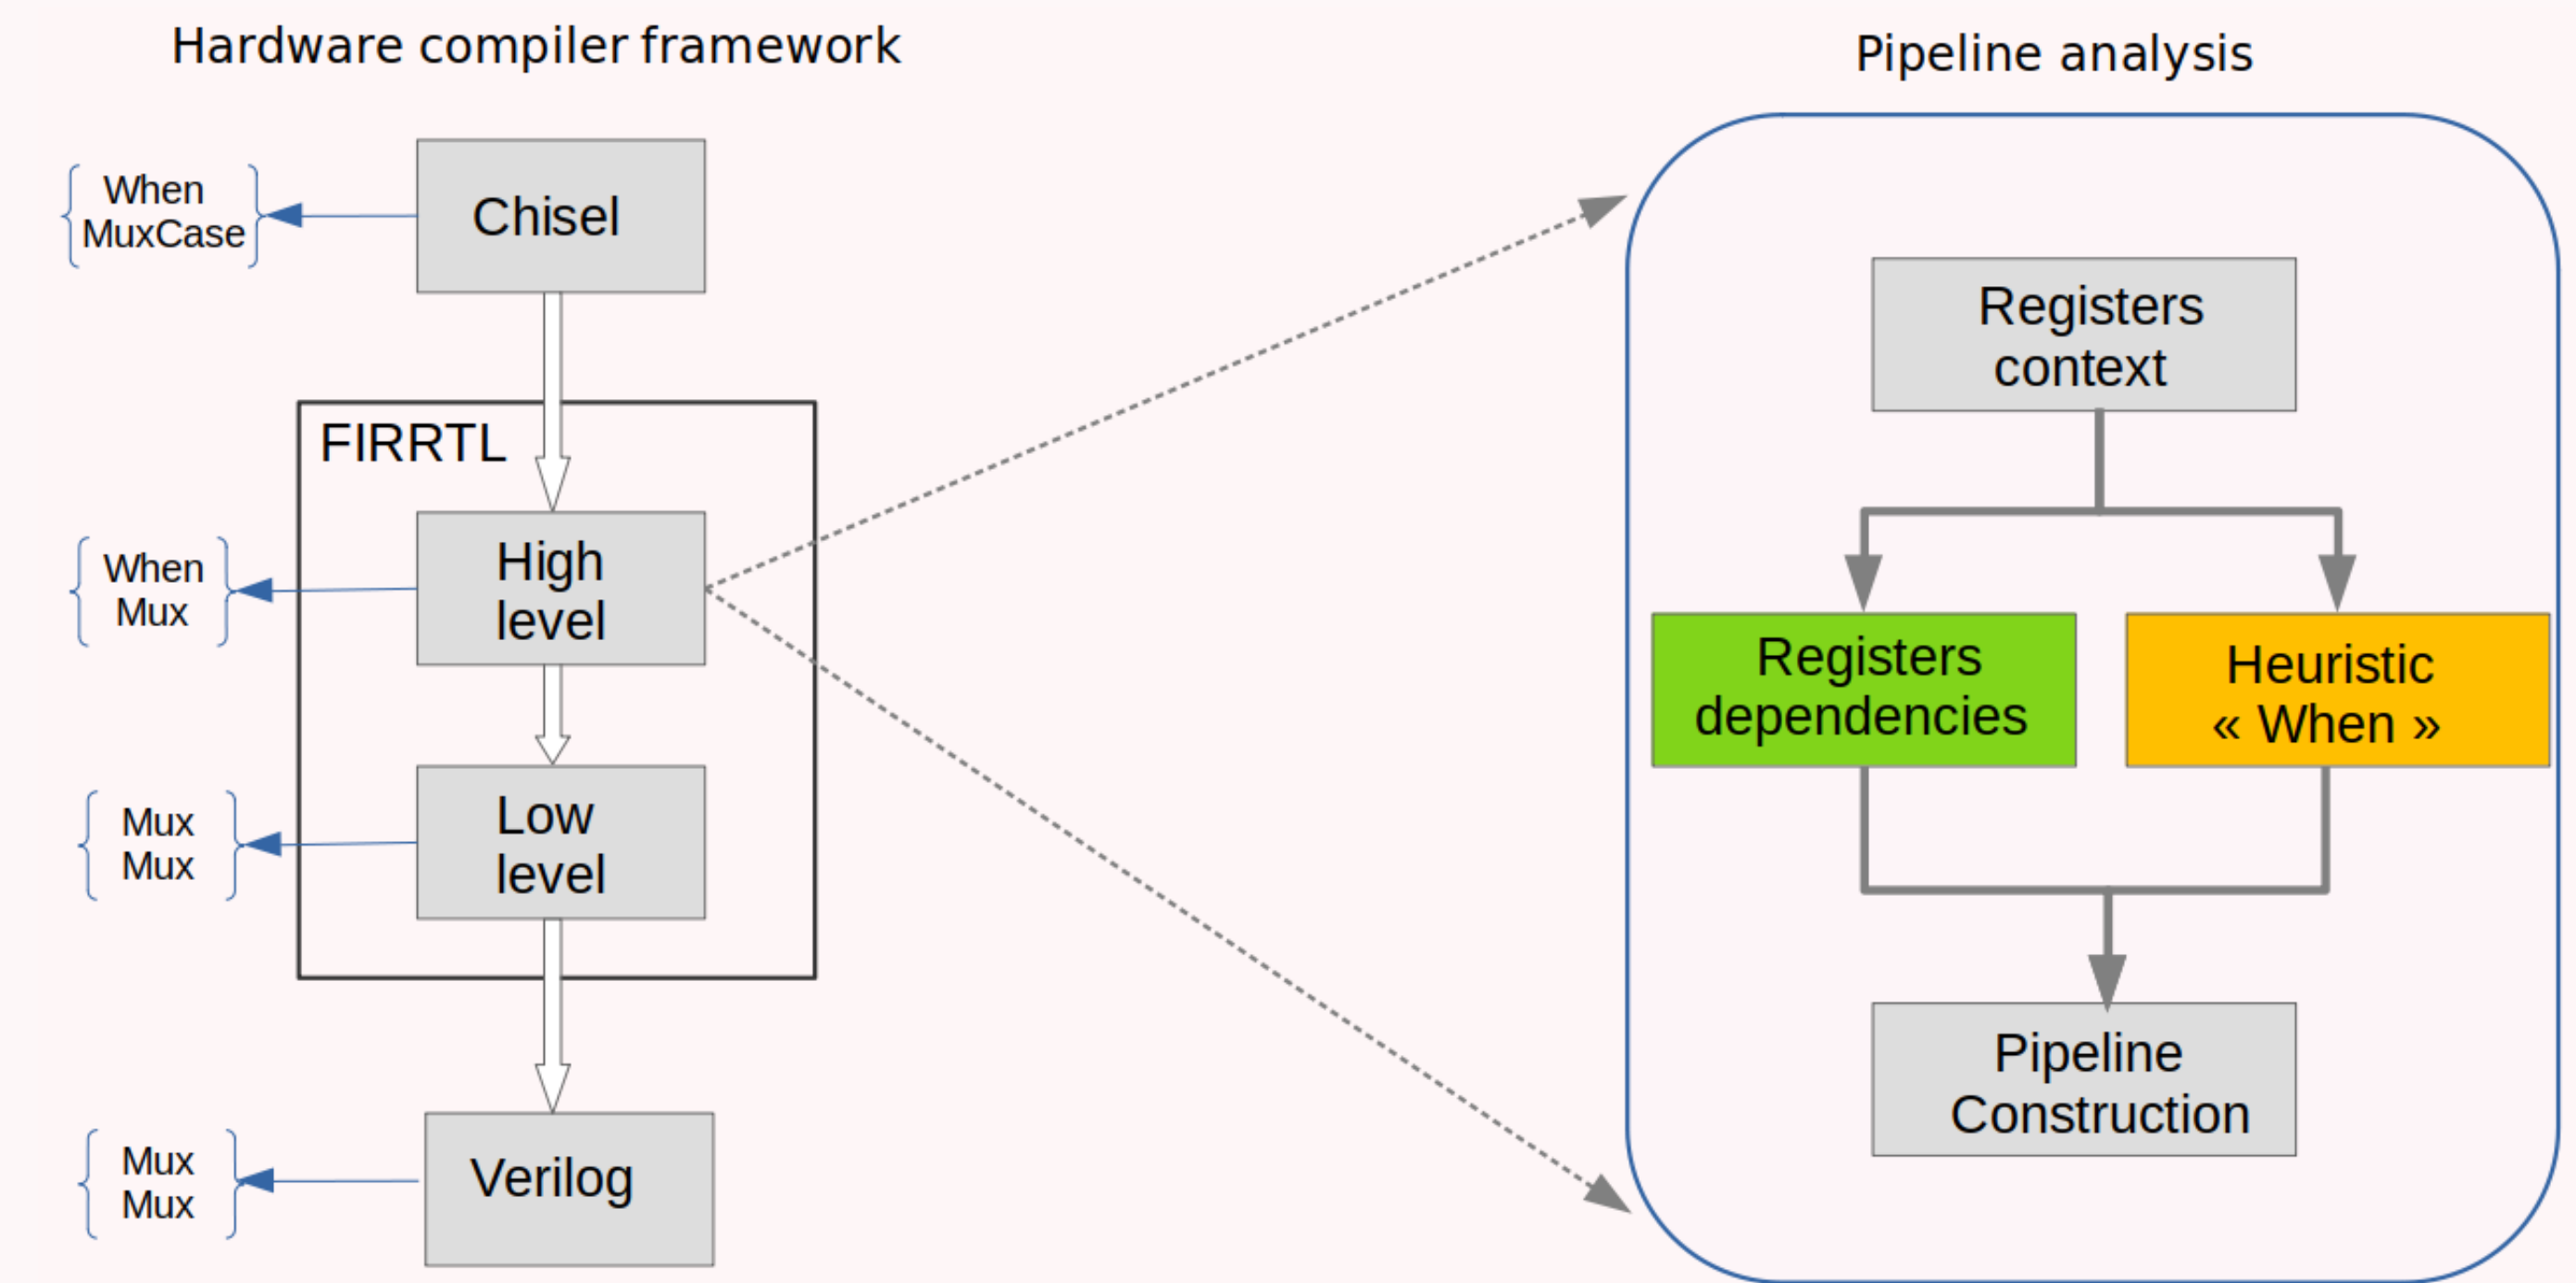 Hardware compiler framework
When
MuxCase
Chisel
FIRRTL
When
Mux
High
level
Mux
Mux
Low
level
Mux
Mux
Verilog
Pipeline analysis
Registers
context
Registers
dependencies
Heuristic
« When »
Pipeline
Construction